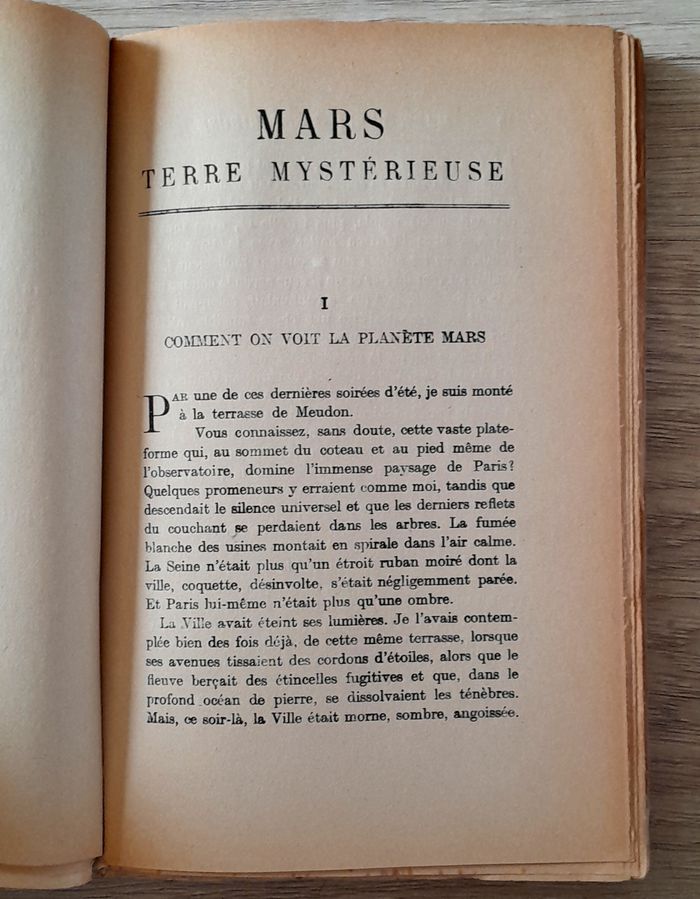 MARS
TERRE MYSTÉRIEUSE
I
COMMENT ON VOIT LA PLANÈTE MARS
PAR une de ces dernières soirées d'été, je suis monté
à la terrasse de Meudon.
Vous connaissez, sans doute, cette vaste plate-
forme qui, au sommet du coteau et au pied même de
l'observatoire, domine l'immense paysage de Paris?
Quelques promeneurs y erraient comme moi, tandis que
descendait le silence universel et que les derniers reflets
du couchant se perdaient dans les arbres. La fumée
blanche des usines montait en spirale dans l'air calme.
La Seine n'était plus qu'un étroit ruban moiré dont la
ville, coquette, désinvolte, s'était négligemment parée.
Et Paris lui-même n'était plus qu'une ombre.
La Ville avait éteint ses lumières. Je l'avais contem-
plée bien des fois déjà, de cette même terrasse, lorsque
ses avenues tissaient des cordons d'étoiles, alors que le
fleuve berçait des étincelles fugitives et que, dans le
profond océan de pierre, se dissolvaient les ténèbres.
Mais, ce soir-là, la Ville était morne, sombre, angoissée.